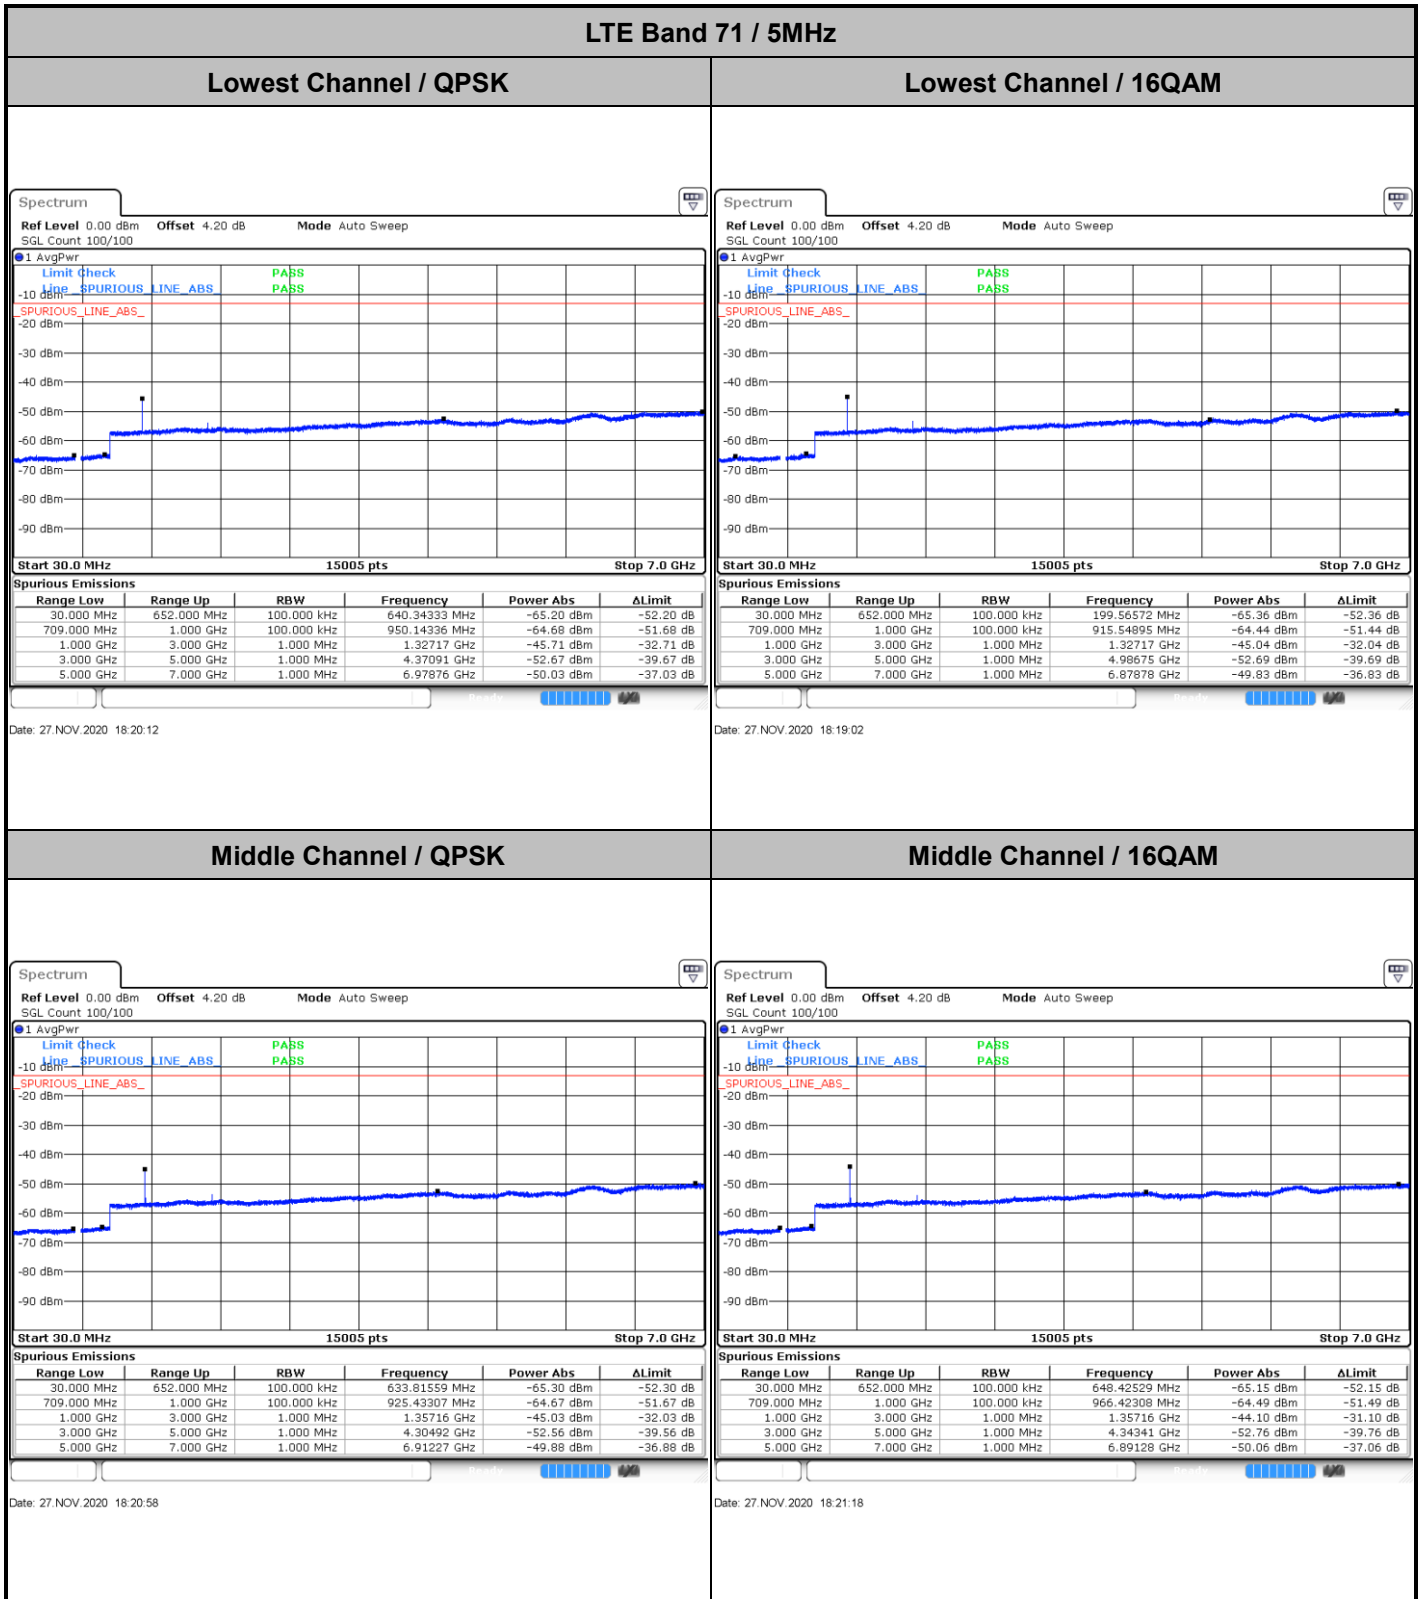 LTE Band 71 / 5MHz
Lowest Channel / QPSK
Lowest Channel / 16QAM
Spectrum
Ref Level 0.00 dBm Offset 4.20 dB Mode Auto Sweep
SGL Count 100/100
1 AvgPwr
Limit Check PASS
Line _SPURIOUS_LINE_ABS_ PASS
-10 dBm
_SPURIOUS_LINE_ABS_
-20 dBm
-30 dBm
-40 dBm
-50 dBm
-60 dBm
-70 dBm
-80 dBm
-90 dBm
Start 30.0 MHz 15005 pts Stop 7.0 GHz
Spurious Emissions
Range Low Range Up RBW Frequency Power Abs ΔLimit
30.000 MHz 652.000 MHz 100.000 kHz 640.34333 MHz -65.20 dBm -52.20 dB
709.000 MHz 1.000 GHz 100.000 kHz 950.14336 MHz -64.68 dBm -51.68 dB
1.000 GHz 3.000 GHz 1.000 MHz 1.32717 GHz -45.71 dBm -32.71 dB
3.000 GHz 5.000 GHz 1.000 MHz 4.37091 GHz -52.67 dBm -39.67 dB
5.000 GHz 7.000 GHz 1.000 MHz 6.97876 GHz -50.03 dBm -37.03 dB
Ready
Date: 27.NOV.2020 18:20:12
Spectrum
Ref Level 0.00 dBm Offset 4.20 dB Mode Auto Sweep
SGL Count 100/100
1 AvgPwr
Limit Check PASS
Line _SPURIOUS_LINE_ABS_ PASS
-10 dBm
_SPURIOUS_LINE_ABS_
-20 dBm
-30 dBm
-40 dBm
-50 dBm
-60 dBm
-70 dBm
-80 dBm
-90 dBm
Start 30.0 MHz 15005 pts Stop 7.0 GHz
Spurious Emissions
Range Low Range Up RBW Frequency Power Abs ΔLimit
30.000 MHz 652.000 MHz 100.000 kHz 199.56572 MHz -65.36 dBm -52.36 dB
709.000 MHz 1.000 GHz 100.000 kHz 915.54895 MHz -64.44 dBm -51.44 dB
1.000 GHz 3.000 GHz 1.000 MHz 1.32717 GHz -45.04 dBm -32.04 dB
3.000 GHz 5.000 GHz 1.000 MHz 4.98675 GHz -52.69 dBm -39.69 dB
5.000 GHz 7.000 GHz 1.000 MHz 6.87878 GHz -49.83 dBm -36.83 dB
Ready
Date: 27.NOV.2020 18:19:02
Middle Channel / QPSK
Middle Channel / 16QAM
Spectrum
Ref Level 0.00 dBm Offset 4.20 dB Mode Auto Sweep
SGL Count 100/100
1 AvgPwr
Limit Check PASS
Line _SPURIOUS_LINE_ABS_ PASS
-10 dBm
_SPURIOUS_LINE_ABS_
-20 dBm
-30 dBm
-40 dBm
-50 dBm
-60 dBm
-70 dBm
-80 dBm
-90 dBm
Start 30.0 MHz 15005 pts Stop 7.0 GHz
Spurious Emissions
Range Low Range Up RBW Frequency Power Abs ΔLimit
30.000 MHz 652.000 MHz 100.000 kHz 633.81559 MHz -65.30 dBm -52.30 dB
709.000 MHz 1.000 GHz 100.000 kHz 925.43307 MHz -64.67 dBm -51.67 dB
1.000 GHz 3.000 GHz 1.000 MHz 1.35716 GHz -45.03 dBm -32.03 dB
3.000 GHz 5.000 GHz 1.000 MHz 4.30492 GHz -52.56 dBm -39.56 dB
5.000 GHz 7.000 GHz 1.000 MHz 6.91227 GHz -49.88 dBm -36.88 dB
Ready
Date: 27.NOV.2020 18:20:58
Spectrum
Ref Level 0.00 dBm Offset 4.20 dB Mode Auto Sweep
SGL Count 100/100
1 AvgPwr
Limit Check PASS
Line _SPURIOUS_LINE_ABS_ PASS
-10 dBm
_SPURIOUS_LINE_ABS_
-20 dBm
-30 dBm
-40 dBm
-50 dBm
-60 dBm
-70 dBm
-80 dBm
-90 dBm
Start 30.0 MHz 15005 pts Stop 7.0 GHz
Spurious Emissions
Range Low Range Up RBW Frequency Power Abs ΔLimit
30.000 MHz 652.000 MHz 100.000 kHz 648.42529 MHz -65.15 dBm -52.15 dB
709.000 MHz 1.000 GHz 100.000 kHz 966.42308 MHz -64.49 dBm -51.49 dB
1.000 GHz 3.000 GHz 1.000 MHz 1.35716 GHz -44.10 dBm -31.10 dB
3.000 GHz 5.000 GHz 1.000 MHz 4.34341 GHz -52.76 dBm -39.76 dB
5.000 GHz 7.000 GHz 1.000 MHz 6.89128 GHz -50.06 dBm -37.06 dB
Ready
Date: 27.NOV.2020 18:21:18